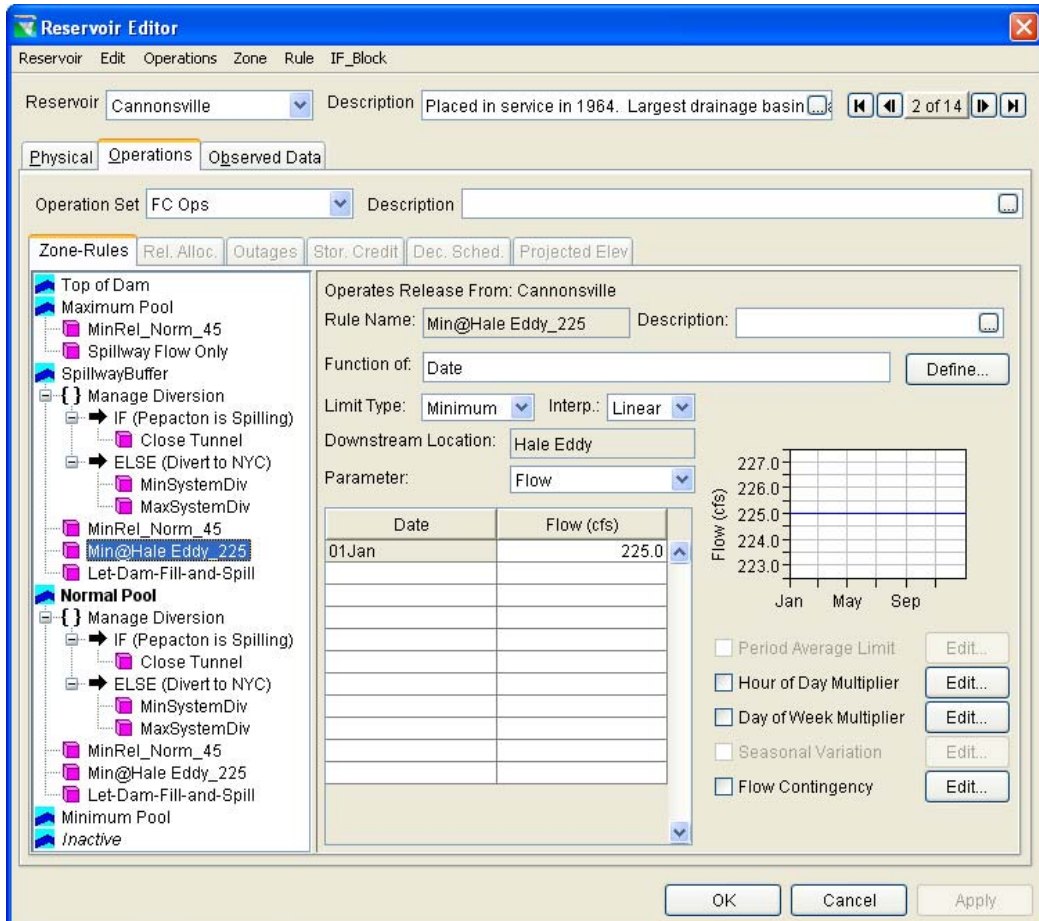 Reservoir Editor
Reservoir Edit Operations Zone Rule IF_Block
Reservoir Cannonsville Description Placed in service in 1964. Largest drainage basin ... 2 of 14
Physical Operations Observed Data
Operation Set FC Ops Description ...
Zone-Rules Rel. Alloc. Outages Stor. Credit Dec. Sched. Projected Elev
Top of Dam
Maximum Pool
MinRel_Norm_45
Spillway Flow Only
SpillwayBuffer
{ } Manage Diversion
IF (Pepacton is Spilling)
Close Tunnel
ELSE (Divert to NYC)
MinSystemDiv
MaxSystemDiv
MinRel_Norm_45
Min@Hale Eddy_225
Let-Dam-Fill-and-Spill
Normal Pool
{ } Manage Diversion
IF (Pepacton is Spilling)
Close Tunnel
ELSE (Divert to NYC)
MinSystemDiv
MaxSystemDiv
MinRel_Norm_45
Min@Hale Eddy_225
Let-Dam-Fill-and-Spill
Minimum Pool
Inactive
Operates Release From: Cannonsville
Rule Name: Min@Hale Eddy_225 Description: ...
Function of: Date Define...
Limit Type: Minimum Interp.: Linear
Downstream Location: Hale Eddy
Parameter: Flow
Date Flow (cfs)
01Jan 225.0
Flow (cfs)
227.0
226.0
225.0
224.0
223.0
Jan May Sep
Period Average Limit Edit...
Hour of Day Multiplier Edit...
Day of Week Multiplier Edit...
Seasonal Variation Edit...
Flow Contingency Edit...
OK Cancel Apply